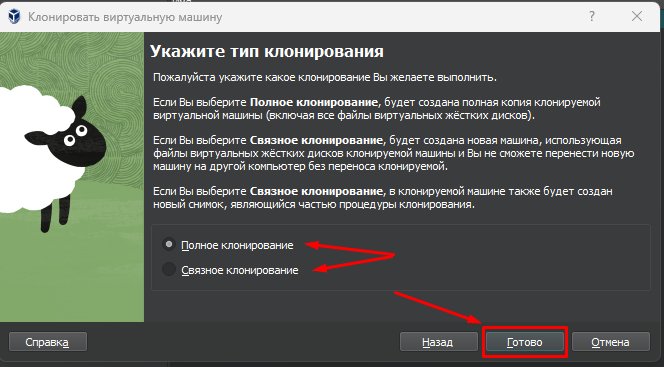 Клонировать виртуальную машину
Укажите тип клонирования
Пожалуйста укажите какое клонирование Вы желаете выполнить.
Если Вы выберите Полное клонирование, будет создана полная копия клонируемой
виртуальной машины (включая все файлы виртуальных жёстких дисков).
Если Вы выберите Связное клонирование, будет создана новая машина, использующая
файлы виртуальных жёстких дисков клонируемой машины и Вы не сможете перенести новую
машину на другой компьютер без переноса клонируемой.
Если Вы выберите Связное клонирование, в клонируемой машине также будет создан
новый снимок, являющийся частью процедуры клонирования.
Полное клонирование
Связное клонирование
Справка
Назад
Готово
Отмена